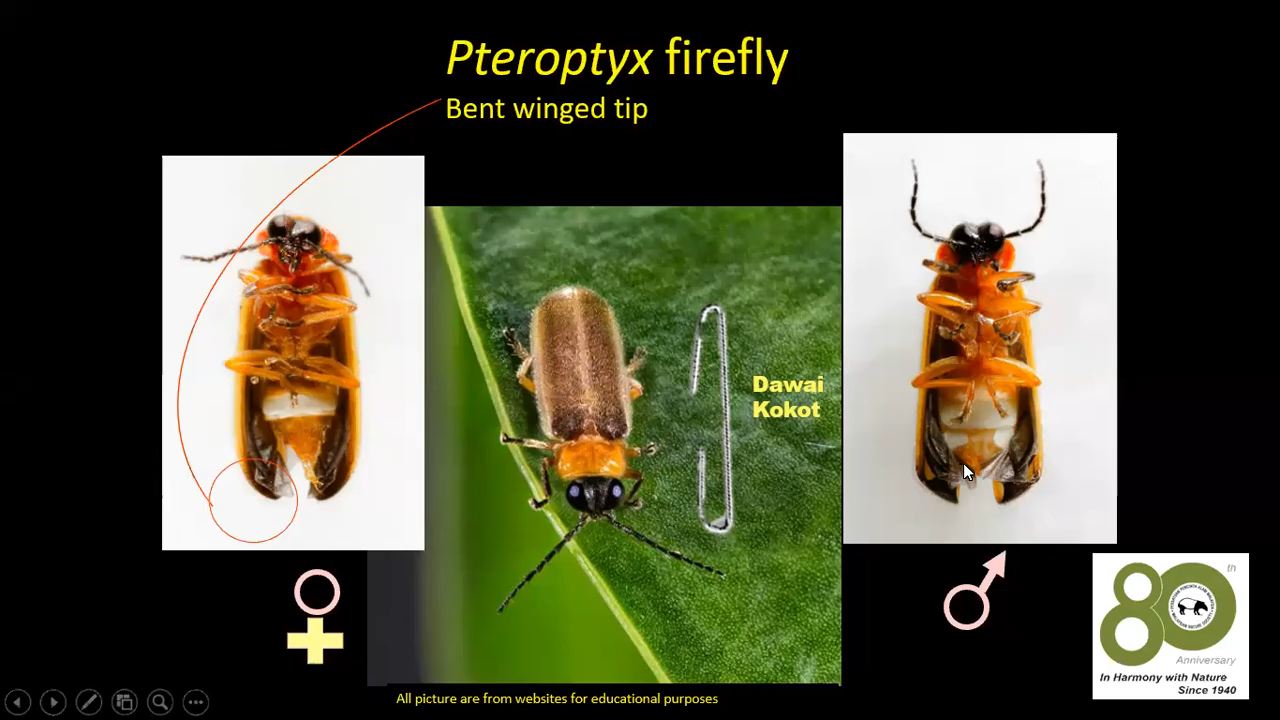 Pteroptyx firefly
Bent winged tip
Dawai
Kokot
80th
Anniversary
In Harmony with Nature
Since 1940
All picture are from websites for educational purposes